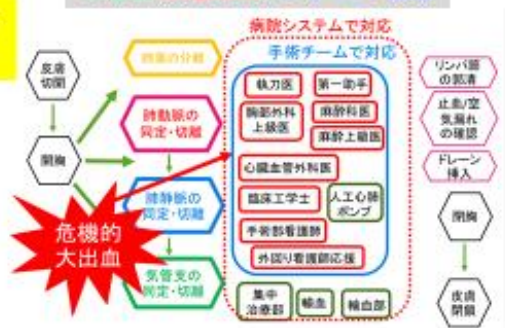 病院システムで対応
手術チームで対応
皮膚
切開
開胸
肺動脈の
同定・切離
肺静脈の
同定・切離
気管支の
同定・切離
危機的
大出血
執刀医
第一助手
胸部外科
上級医
麻酔科医
麻酔上級医
心臓血管外科医
臨床工学士
人工心肺
ポンプ
手術部看護師
外回り看護師応援
集中
治療部
輸血
輸血部
リンパ節
の郭清
止血/空
気漏れ
の確認
ドレーン
挿入
閉胸
皮膚
閉鎖